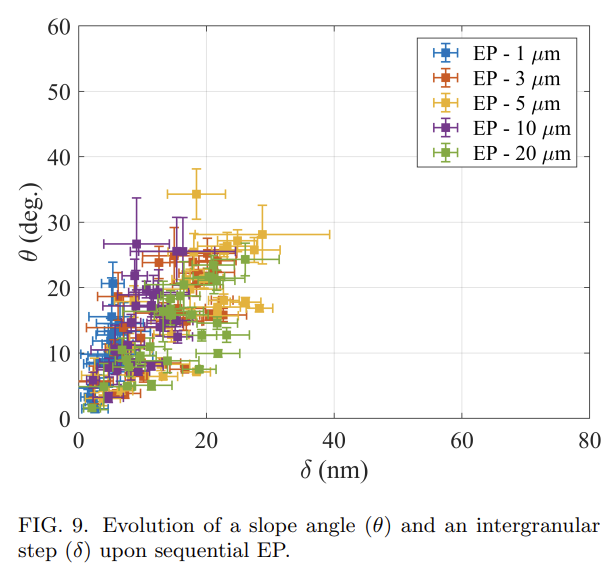 60
50
40
30
20
10
0
0 20 40 60 80
θ (deg.)
δ (nm)
EP - 1 μm
EP - 3 μm
EP - 5 μm
EP - 10 μm
EP - 20 μm
FIG. 9. Evolution of a slope angle (θ) and an intergranular
step (δ) upon sequential EP.